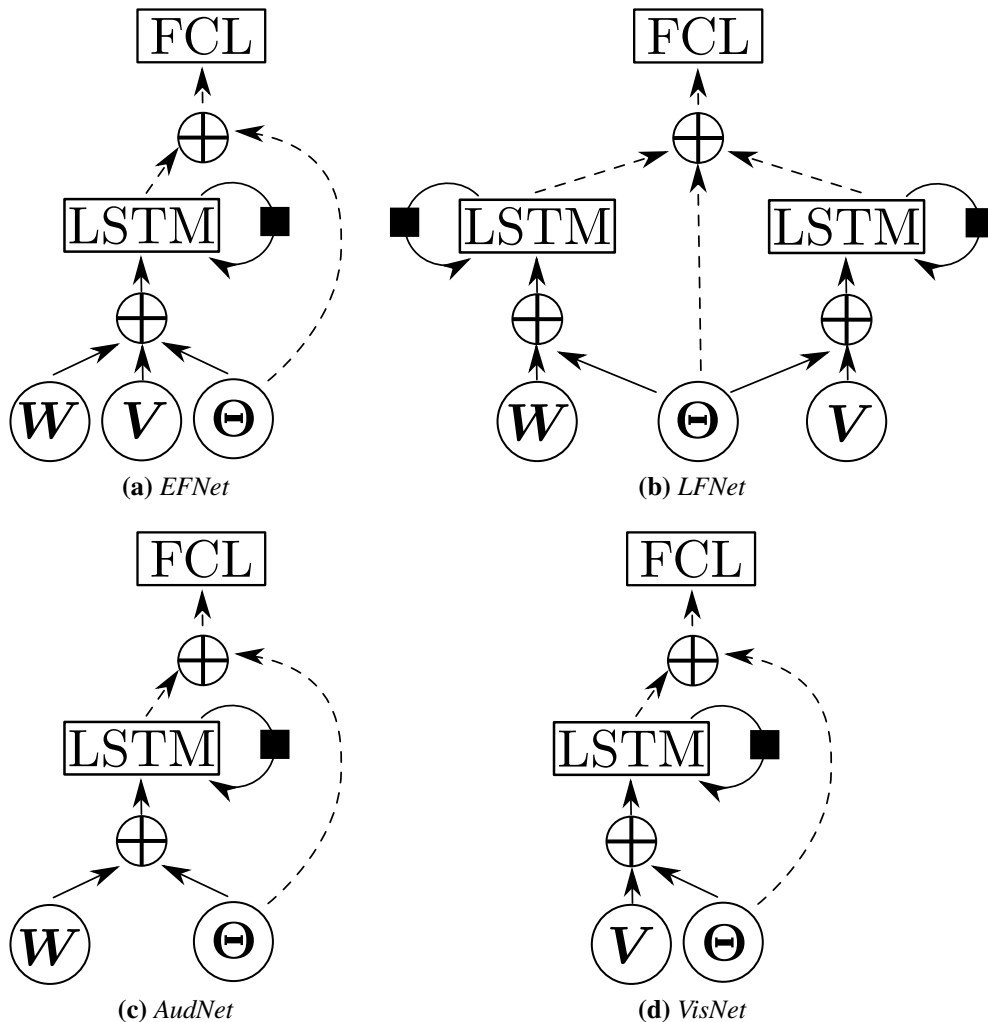 FCL
LSTM
W V Θ
(a) EFNet
FCL
LSTM LSTM
W Θ V
(b) LFNet
FCL
LSTM
W Θ
(c) AudNet
FCL
LSTM
V Θ
(d) VisNet